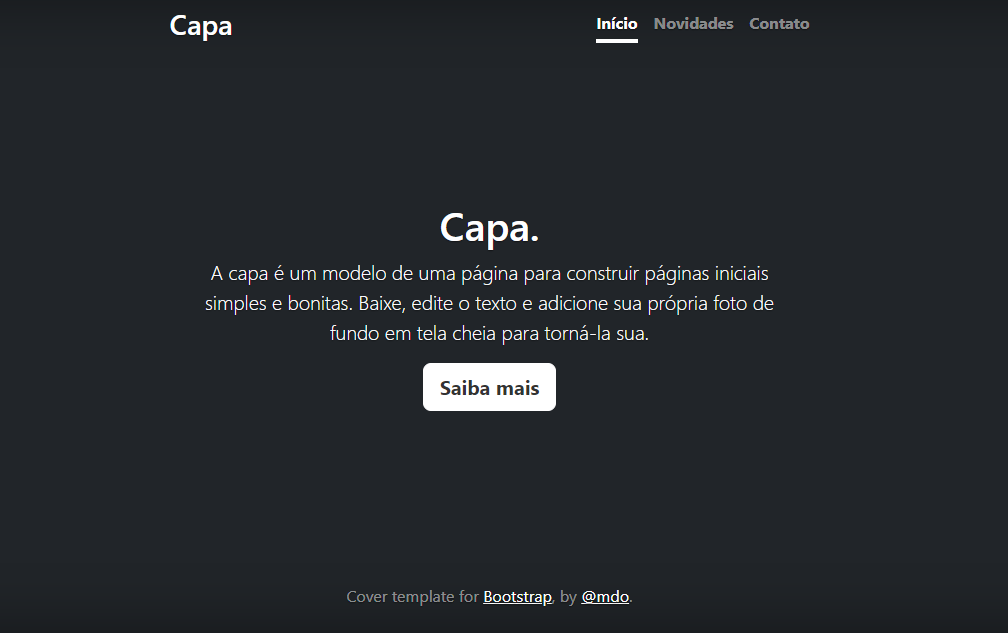 Capa
Início Novidades Contato
Capa.
A capa é um modelo de uma página para construir páginas iniciais
simples e bonitas. Baixe, edite o texto e adicione sua própria foto de
fundo em tela cheia para torná-la sua.
Saiba mais
Cover template for Bootstrap, by @mdo.